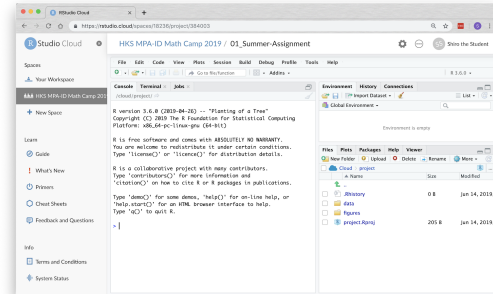 RStudio Cloud
https://rstudio.cloud/spaces/18236/project/384003
RStudio Cloud
HKS MPA-ID Math Camp 2019 / 01_Summer-Assignment
Shiro the Student
Spaces
Your Workspace
HKS MPA-ID Math Camp 201
New Space
Learn
Guide
What's New
Primers
Cheat Sheets
Feedback and Questions
Info
Terms and Conditions
System Status
File Edit Code View Plots Session Build Debug Profile Tools Help
Go to file/function
Addins
R 3.6.0
Console Terminal Jobs
/cloud/project/
R version 3.6.0 (2019-04-26) -- "Planting of a Tree"
Copyright (C) 2019 The R Foundation for Statistical Computing
Platform: x86_64-pc-linux-gnu (64-bit)
R is free software and comes with ABSOLUTELY NO WARRANTY.
You are welcome to redistribute it under certain conditions.
Type 'license()' or 'licence()' for distribution details.
R is a collaborative project with many contributors.
Type 'contributors()' for more information and
'citation()' on how to cite R or R packages in publications.
Type 'demo()' for some demos, 'help()' for on-line help, or
'help.start()' for an HTML browser interface to help.
Type 'q()' to quit R.
>
Environment History Connections
Import Dataset
List
Global Environment
Environment is empty
Files Plots Packages Help Viewer
New Folder Upload Delete Rename More
Cloud project
Name Size Modified
..
.Rhistory 0 B Jun 14, 2019,
data
figures
project.Rproj 205 B Jun 14, 2019,